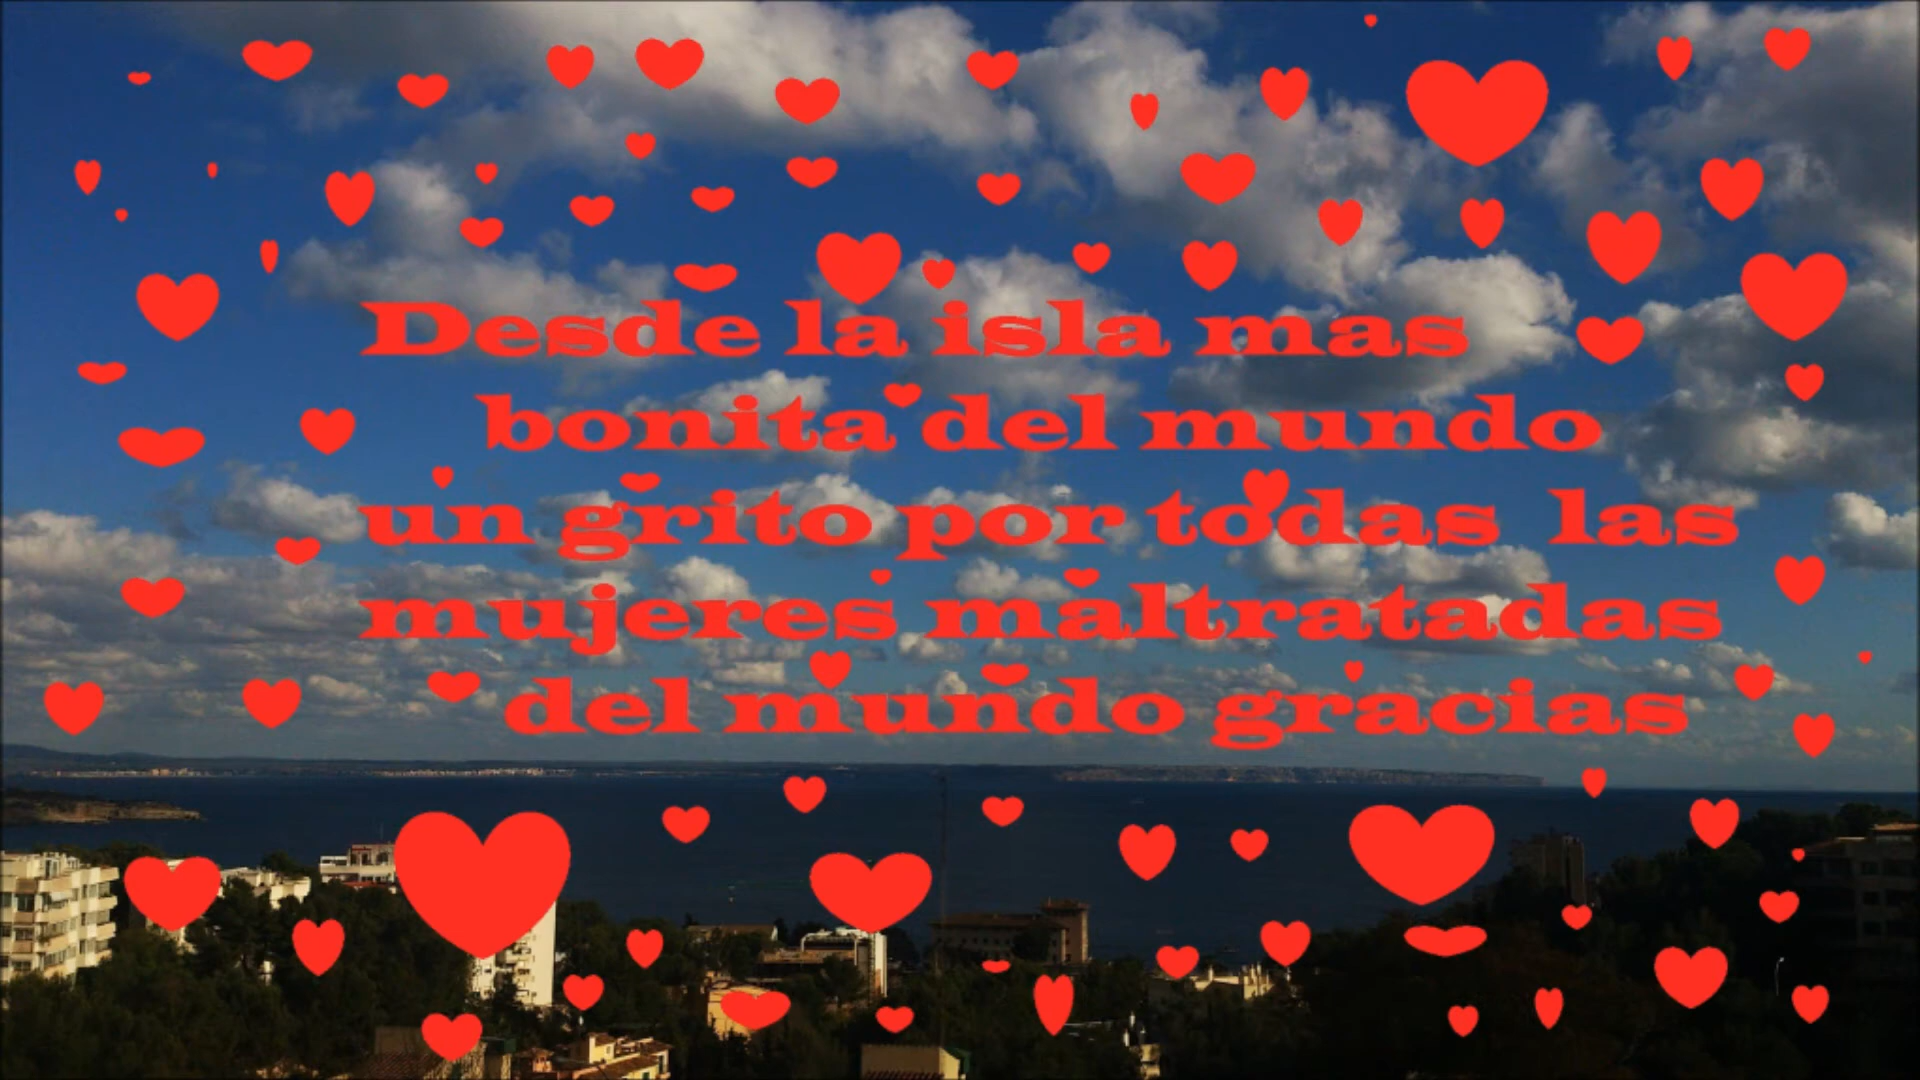 Desde la isla mas
bonita del mundo
un grito por todas las
mujeres maltratadas
del mundo gracias